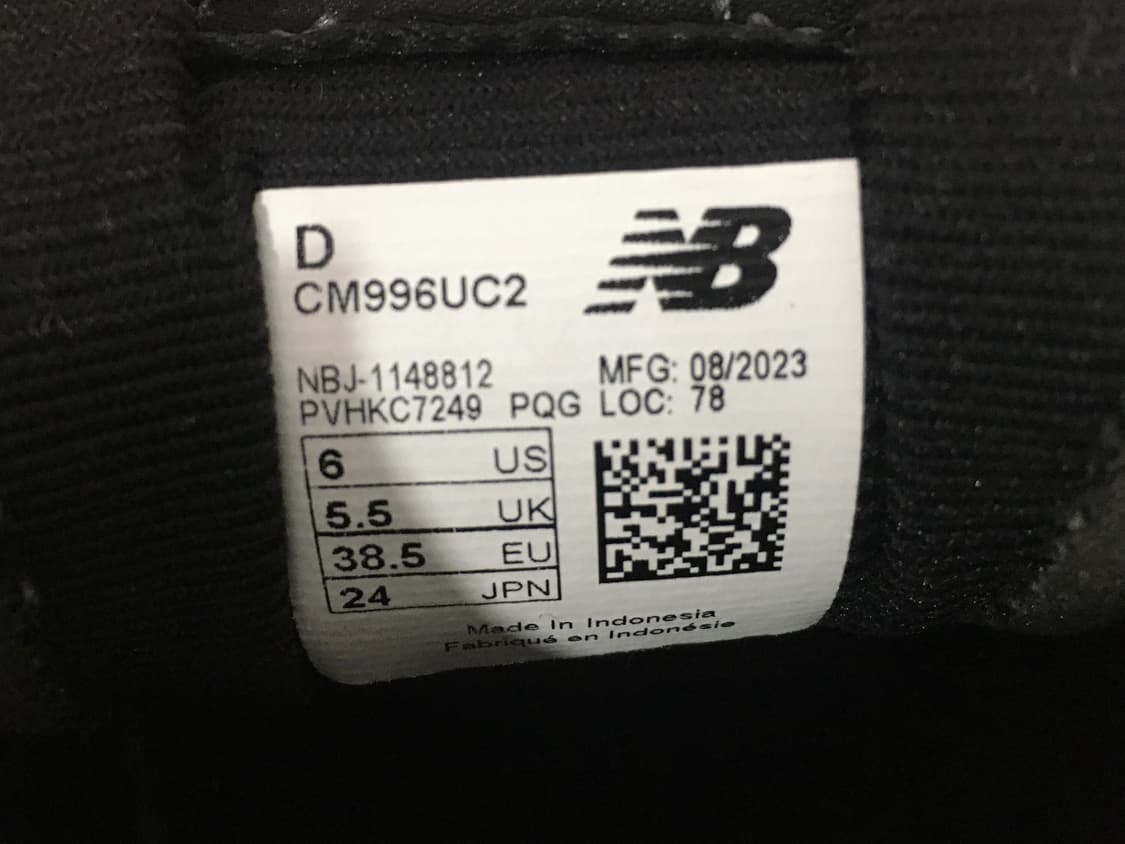 D
NB
CM996UC2
NBJ-1148812 MFG: 08/2023
PVHKC7249 PQG LOC: 78
6 US
5.5 UK
38.5 EU
24 JPN
Made In Indonesia
Fabriqué en Indonésie